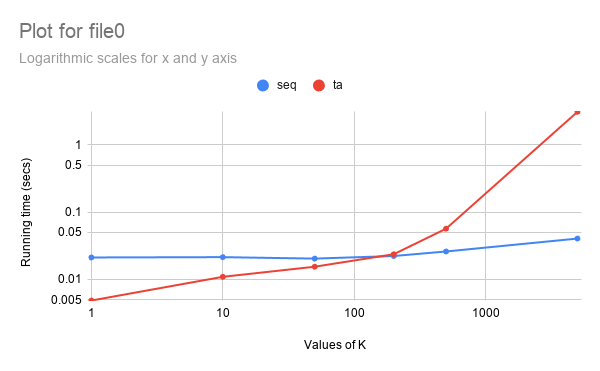 Plot for file0
Logarithmic scales for x and y axis
seq
ta
Running time (secs)
1
0.5
0.1
0.05
0.01
0.005
1
10
100
1000
Values of K